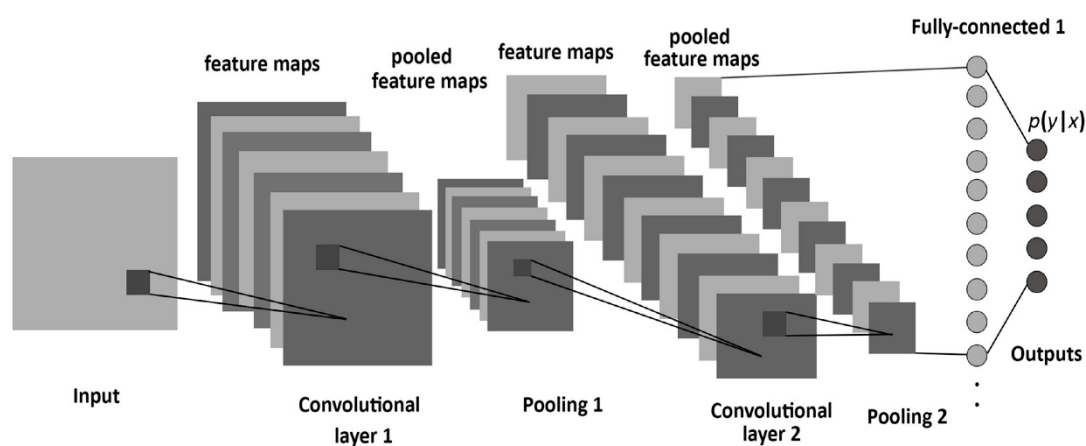 Fully-connected 1
feature maps
pooled
feature maps
feature maps
pooled
feature maps
p(y|x)
Input
Convolutional
layer 1
Pooling 1
Convolutional
layer 2
Pooling 2
Outputs